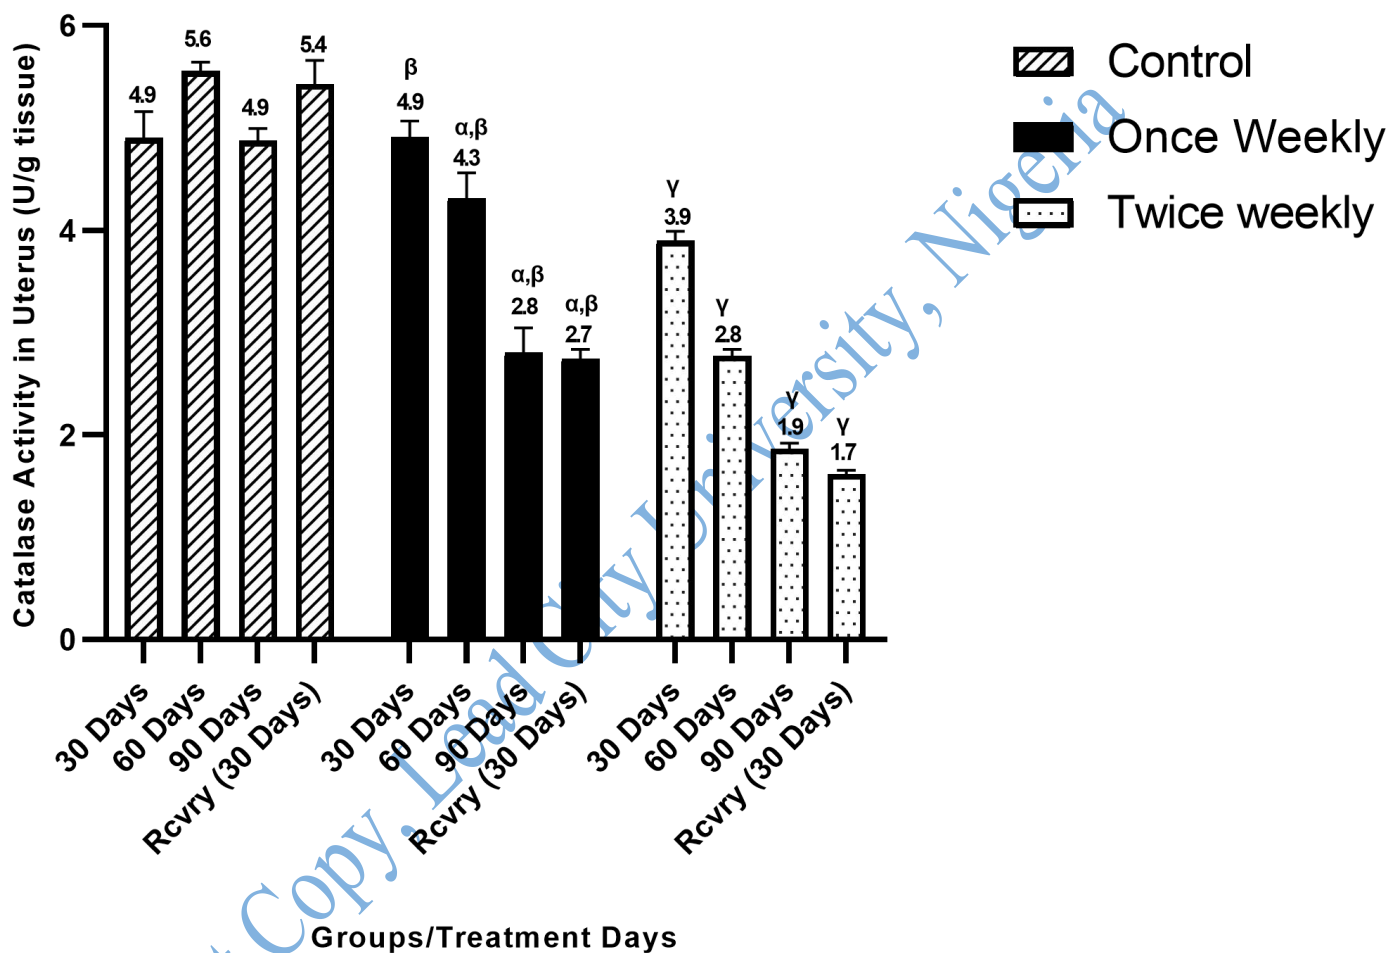 Catalase Activity in Uterus (U/g tissue)
6
4
2
0
4.9
5.6
4.9
5.4
β
4.9
α,β
4.3
α,β
2.8
α,β
2.7
γ
3.9
γ
2.8
γ
1.9
γ
1.7
Control
Once Weekly
Twice weekly
30 Days
60 Days
90 Days
Rcvry (30 Days)
30 Days
60 Days
90 Days
Rcvry (30 Days)
30 Days
60 Days
90 Days
Rcvry (30 Days)
Groups/Treatment Days
Copy, Lead City University, Nigeria